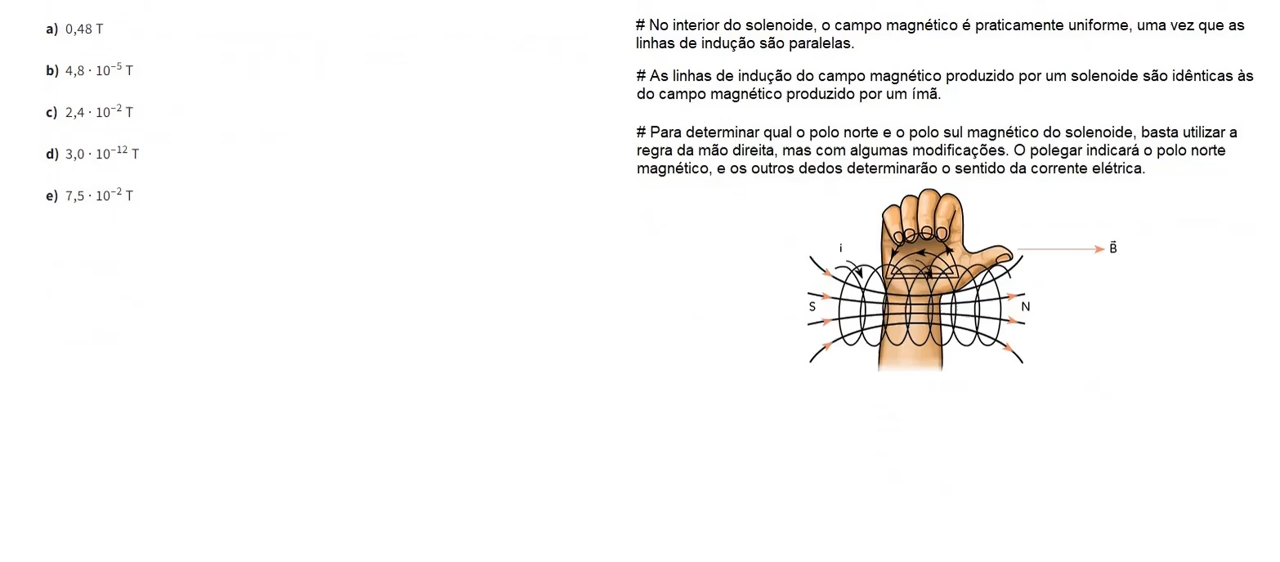 a) 0,48 T
b) 4,8 · 10⁻⁵ T
c) 2,4 · 10⁻² T
d) 3,0 · 10⁻¹² T
e) 7,5 · 10⁻² T
# No interior do solenoide, o campo magnético é praticamente uniforme, uma vez que as
linhas de indução são paralelas.
# As linhas de indução do campo magnético produzido por um solenoide são idênticas às
do campo magnético produzido por um ímã.
# Para determinar qual o polo norte e o polo sul magnético do solenoide, basta utilizar a
regra da mão direita, mas com algumas modificações. O polegar indicará o polo norte
magnético, e os outros dedos determinarão o sentido da corrente elétrica.
i
B⃗
S
N